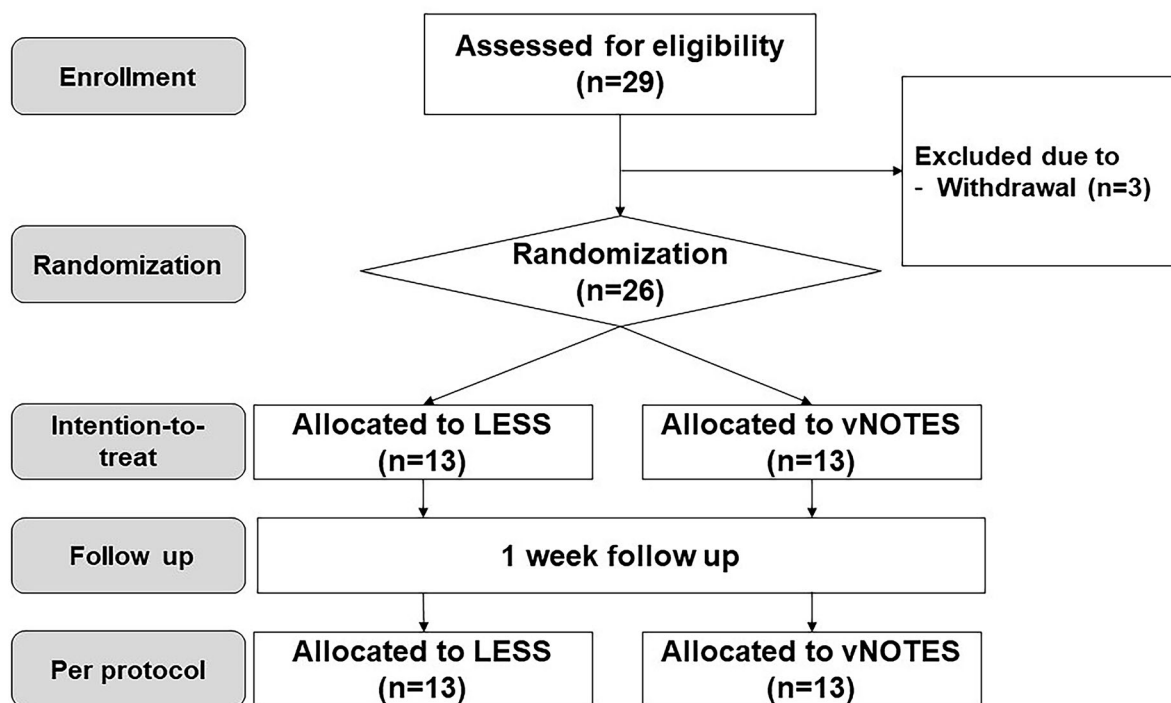 Enrollment
Assessed for eligibility
(n=29)
Excluded due to
- Withdrawal (n=3)
Randomization
Randomization
(n=26)
Intention-to-
treat
Allocated to LESS
(n=13)
Allocated to vNOTES
(n=13)
Follow up
1 week follow up
Per protocol
Allocated to LESS
(n=13)
Allocated to vNOTES
(n=13)